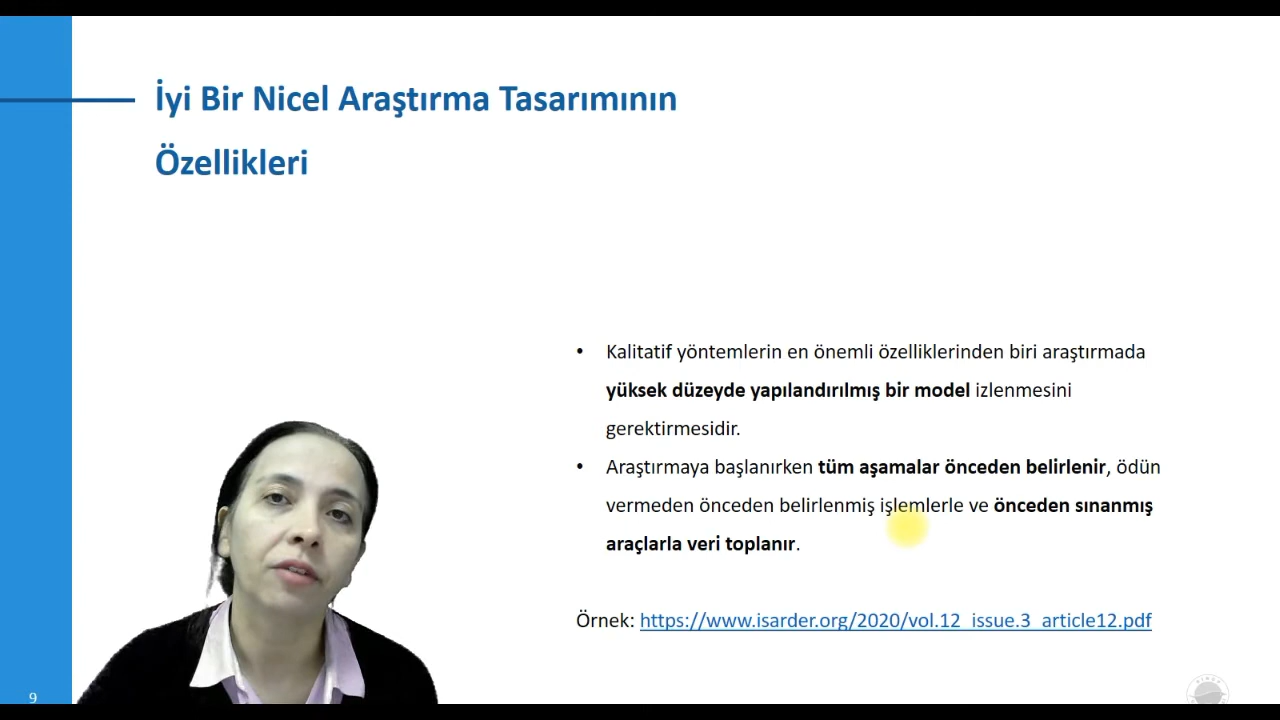 İyi Bir Nicel Araştırma Tasarımının
Özellikleri
• Kalitatif yöntemlerin en önemli özelliklerinden biri araştırmada
yüksek düzeyde yapılandırılmış bir model izlenmesini
gerektirmesidir.
• Araştırmaya başlanırken tüm aşamalar önceden belirlenir, ödün
vermeden önceden belirlenmiş işlemlerle ve önceden sınanmış
araçlarla veri toplanır.
Örnek: https://www.isarder.org/2020/vol.12_issue.3_article12.pdf
9